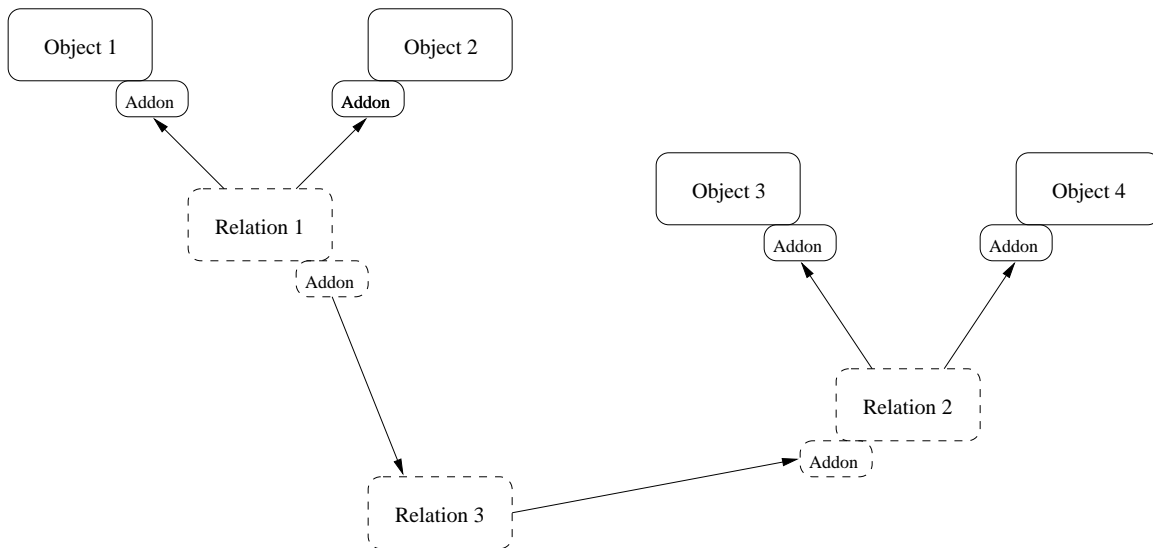 Object 1
Object 2
Addon
Addon
Object 3
Object 4
Relation 1
Addon
Addon
Addon
Relation 2
Addon
Relation 3